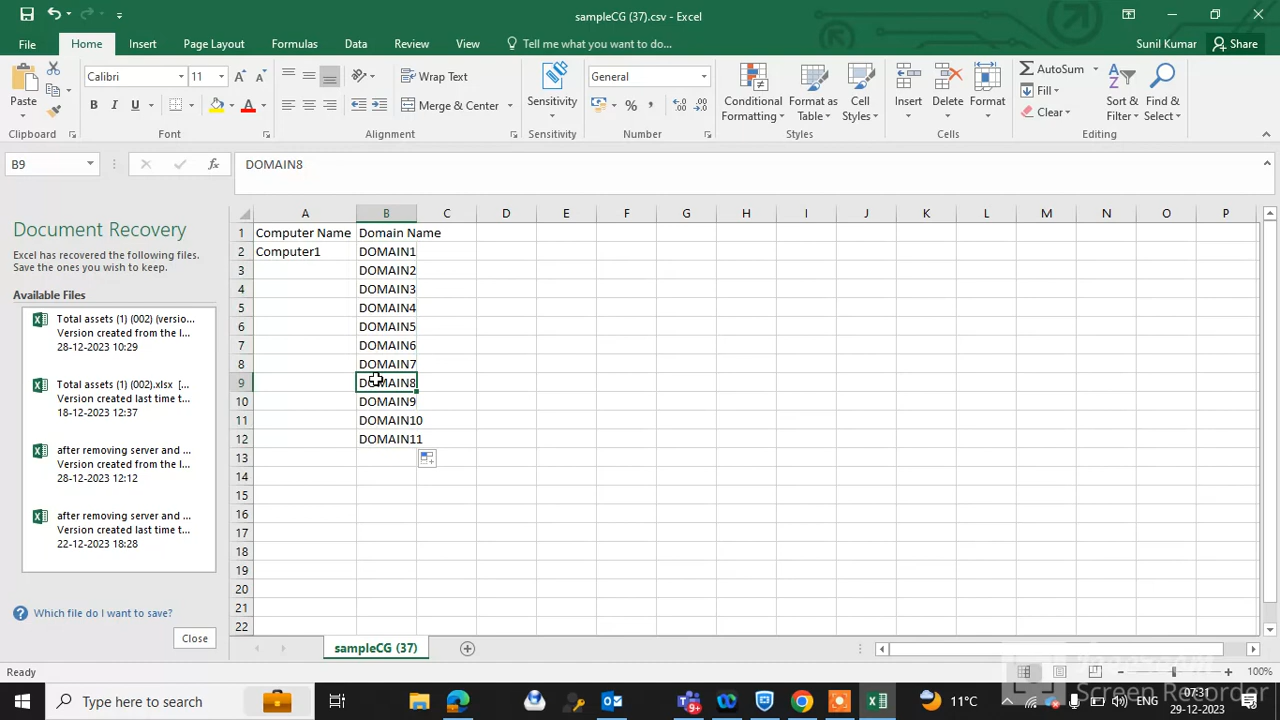 sampleCG (37).csv - Excel
File Home Insert Page Layout Formulas Data Review View Tell me what you want to do... Sunil Kumar Share
Calibri 11 Wrap Text General AutoSum
Fill
Paste B I U A Merge & Center % , Sensitivity Conditional Formatting Format as Table Cell Styles Insert Delete Format Clear Sort & Filter Find & Select
Clipboard Font Alignment Sensitivity Number Styles Cells Editing
B9 fx DOMAIN8
Document Recovery
Excel has recovered the following files.
Save the ones you wish to keep.
Available Files
Total assets (1) (002) (versio...
Version created from the l...
28-12-2023 10:29
Total assets (1) (002).xlsx [...
Version created last time t...
18-12-2023 12:37
after removing server and ...
Version created from the l...
28-12-2023 12:12
after removing server and ...
Version created last time t...
22-12-2023 18:28
Which file do I want to save?
Close
A B C D E F G H I J K L M N O P
1 Computer Name Domain Name
2 Computer1 DOMAIN1
3 DOMAIN2
4 DOMAIN3
5 DOMAIN4
6 DOMAIN5
7 DOMAIN6
8 DOMAIN7
9 DOMAIN8
10 DOMAIN9
11 DOMAIN10
12 DOMAIN11
13
14
15
16
17
18
19
20
21
22
sampleCG (37)
Ready 100%
Type here to search 9+ 11°C 07:31
29-12-2023
Screen Recorder